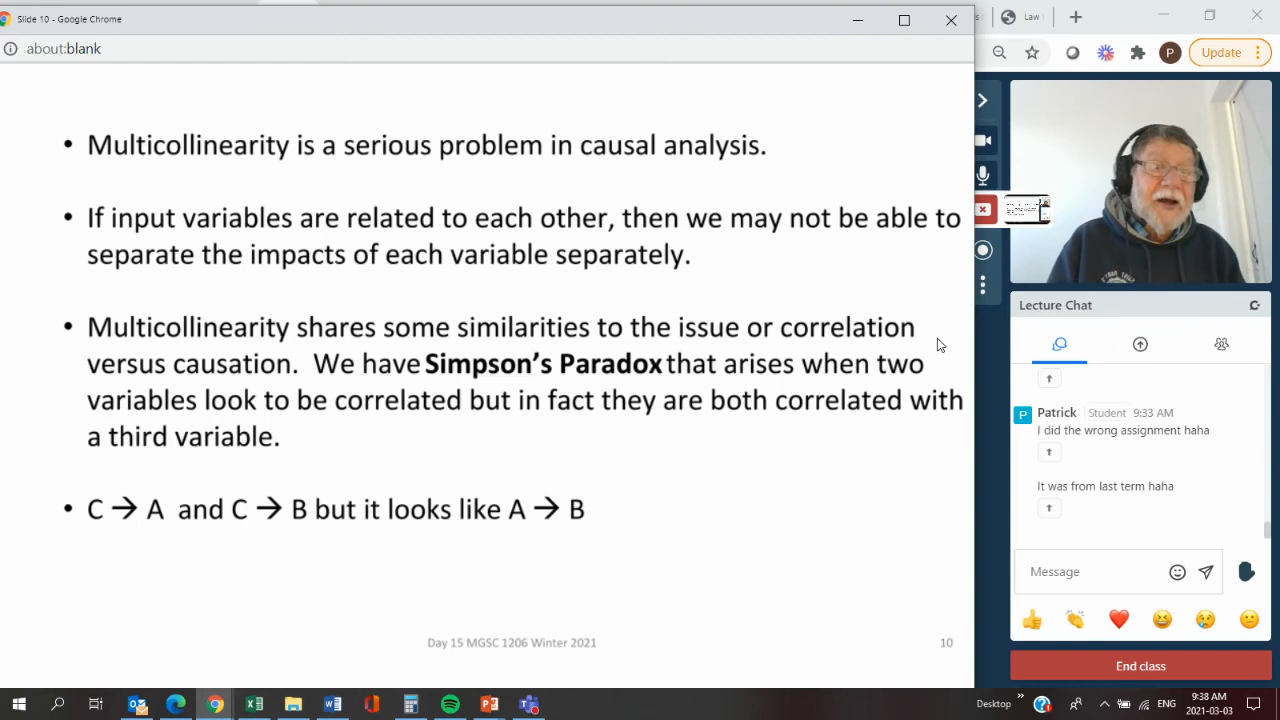 Slide 10 - Google Chrome
about:blank
Law
Update
P
• Multicollinearity is a serious problem in causal analysis.
• If input variables are related to each other, then we may not be able to
separate the impacts of each variable separately.
• Multicollinearity shares some similarities to the issue or correlation
versus causation. We have Simpson's Paradox that arises when two
variables look to be correlated but in fact they are both correlated with
a third variable.
• C → A and C → B but it looks like A → B
Day 15 MGSC 1206 Winter 2021
10
Lecture Chat
P
Patrick Student 9:33 AM
I did the wrong assignment haha
It was from last term haha
Message
End class
Desktop
ENG
9:38 AM
2021-03-03